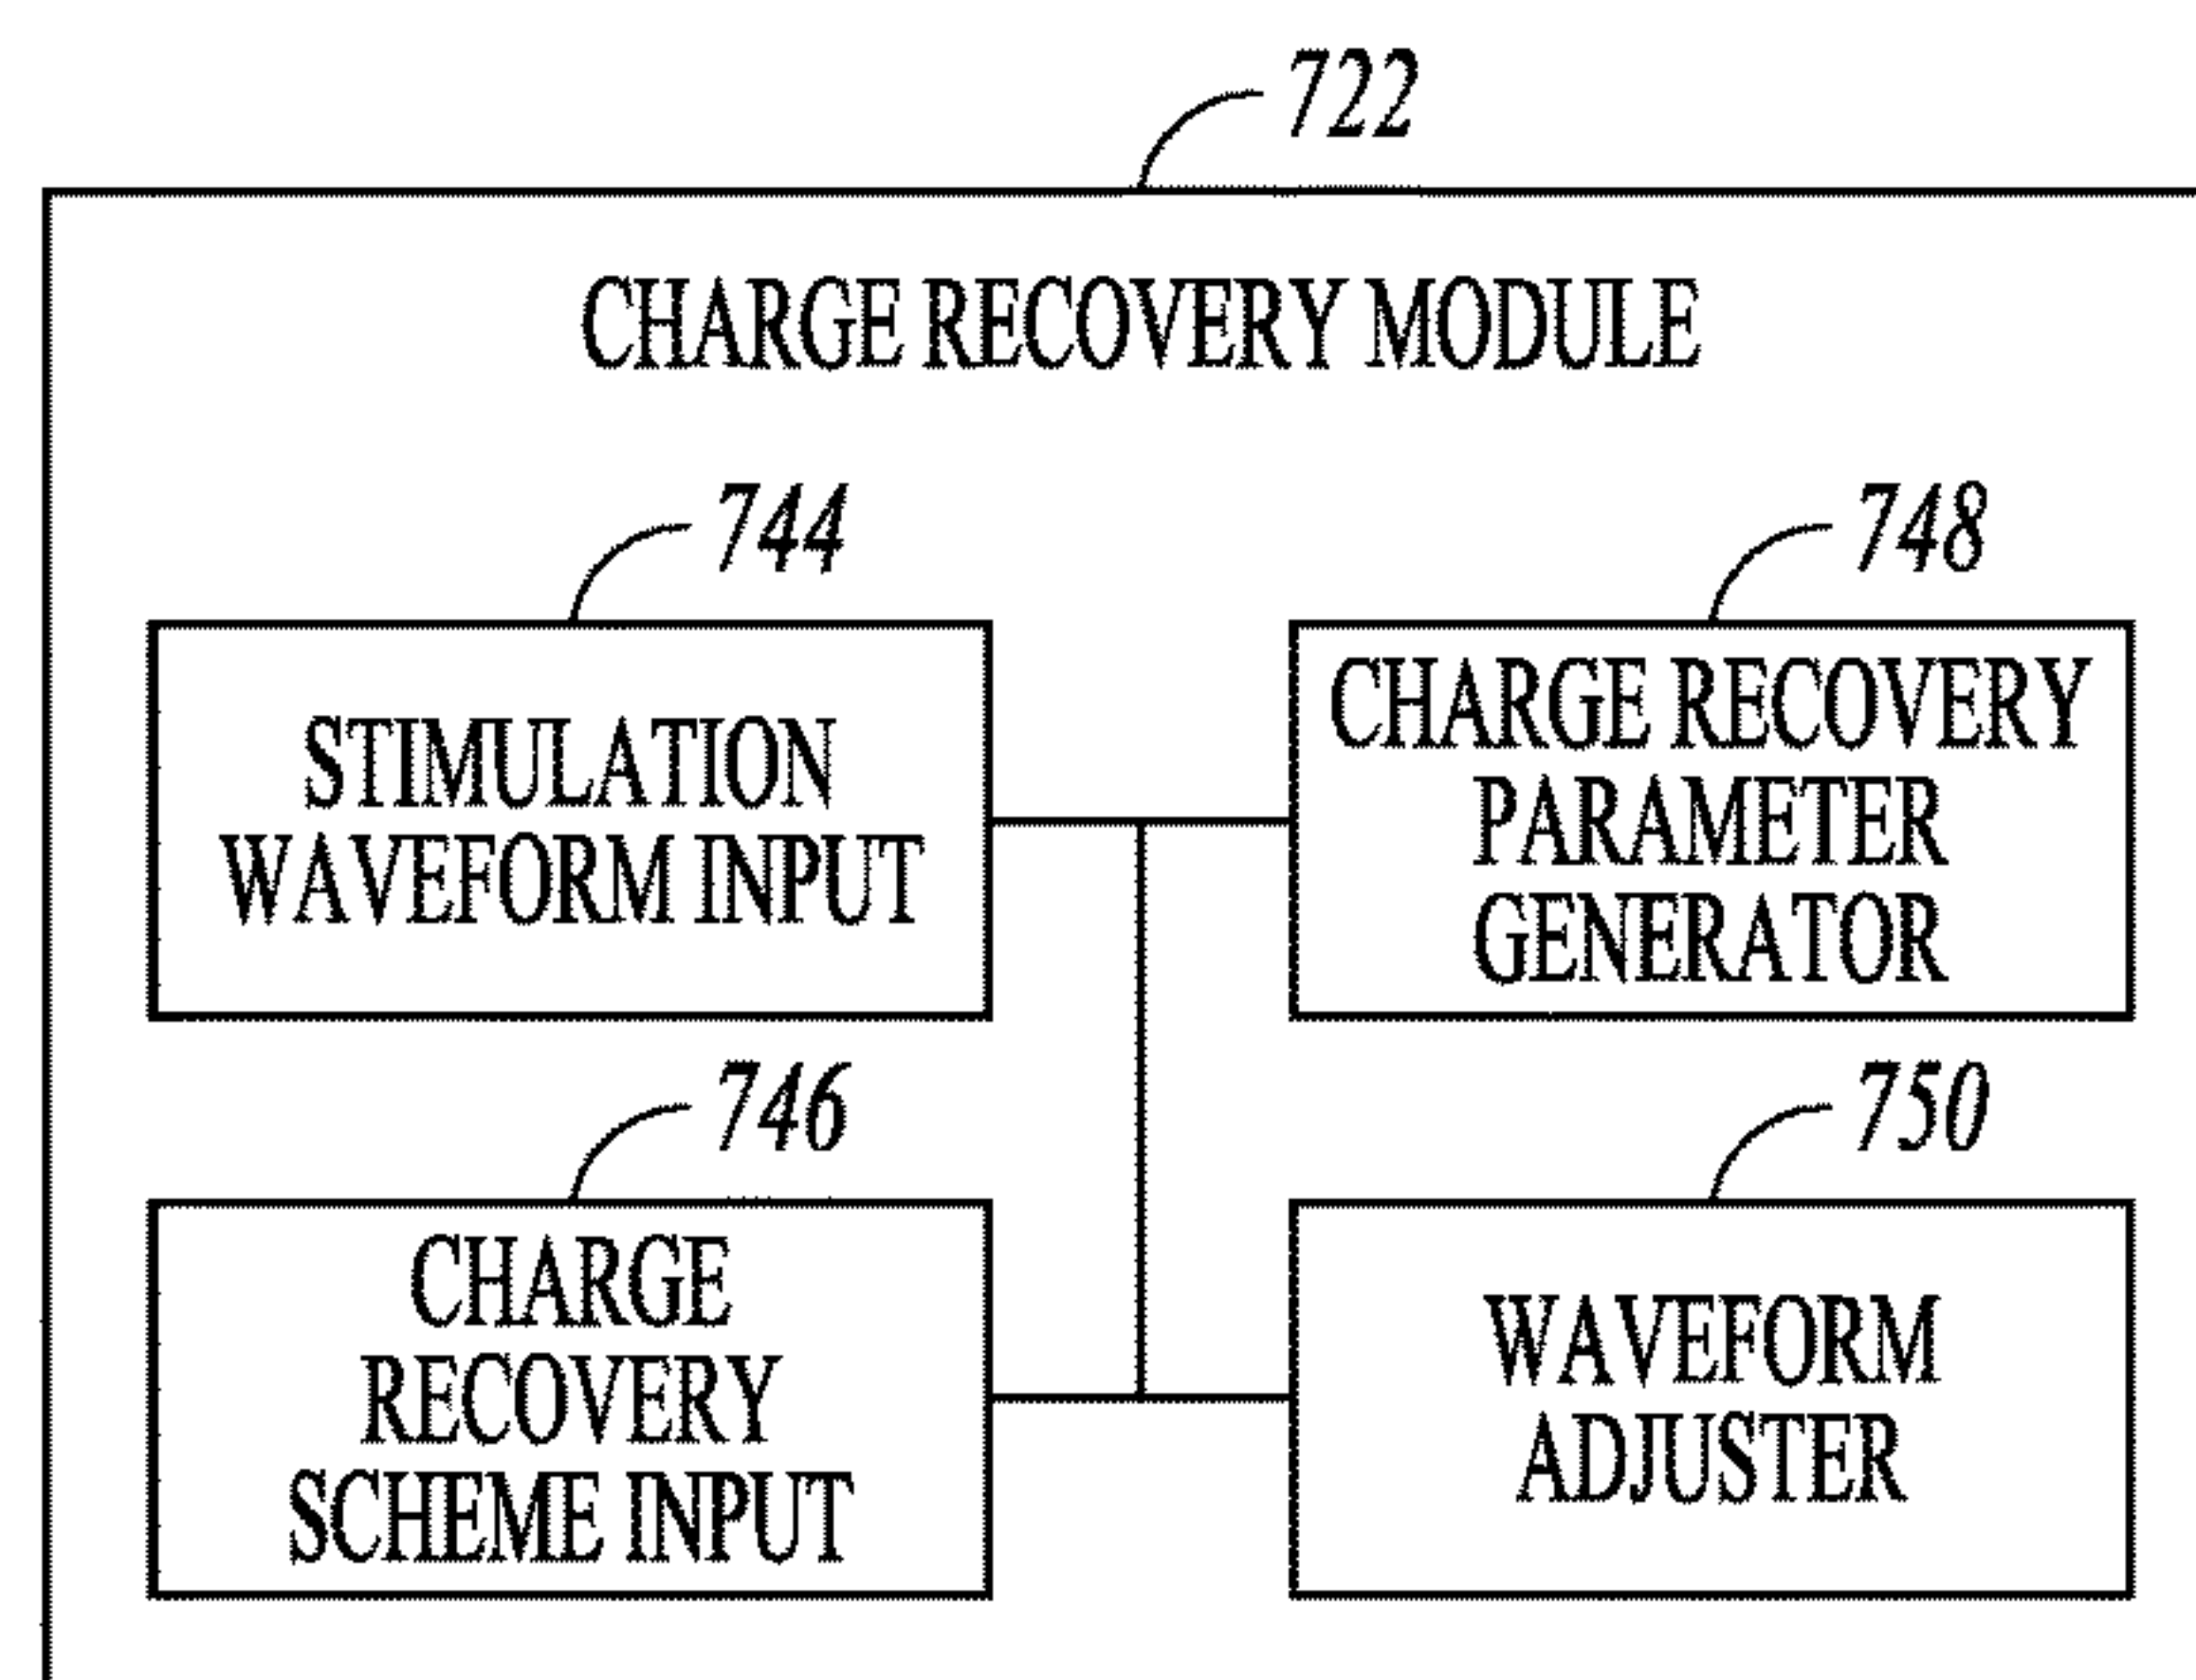 722
CHARGE RECOVERY MODULE
744
STIMULATION
WAVEFORM INPUT
748
CHARGE RECOVERY
PARAMETER
GENERATOR
746
CHARGE
RECOVERY
SCHEME INPUT
750
WAVEFORM
ADJUSTER